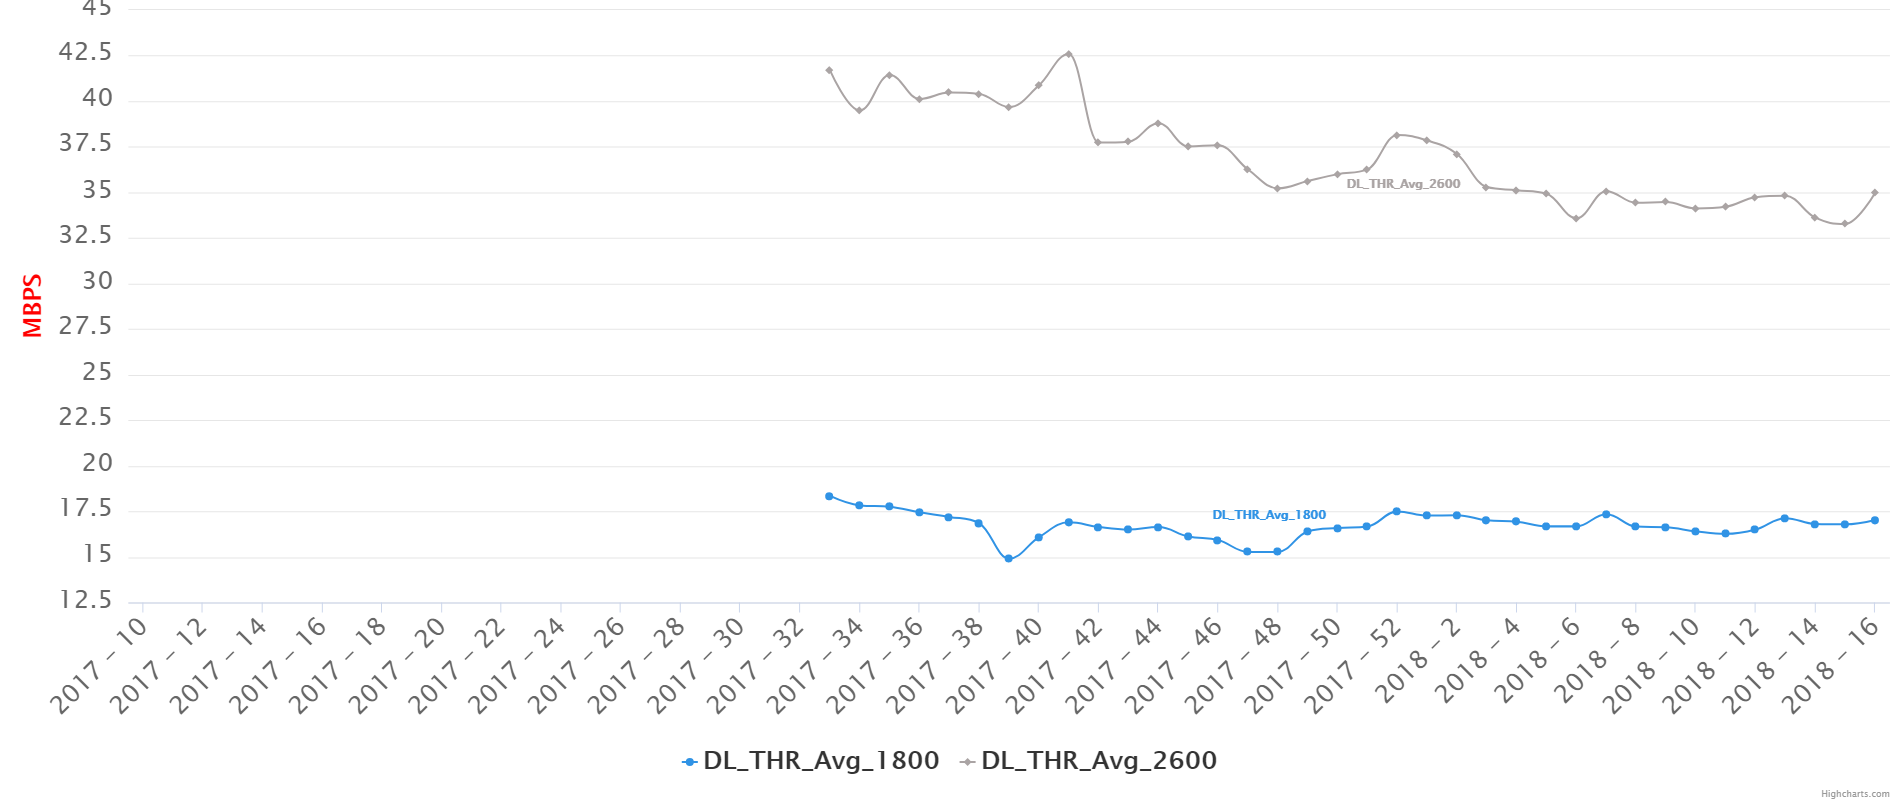 45
42.5
40
37.5
35
32.5
30
27.5
25
22.5
20
17.5
15
12.5
MBPS
DL_THR_Avg_2600
DL_THR_Avg_1800
2017 – 10
2017 – 12
2017 – 14
2017 – 16
2017 – 18
2017 – 20
2017 – 22
2017 – 24
2017 – 26
2017 – 28
2017 – 30
2017 – 32
2017 – 34
2017 – 36
2017 – 38
2017 – 40
2017 – 42
2017 – 44
2017 – 46
2017 – 48
2017 – 50
2017 – 52
2018 – 2
2018 – 4
2018 – 6
2018 – 8
2018 – 10
2018 – 12
2018 – 14
2018 – 16
DL_THR_Avg_1800 DL_THR_Avg_2600
Highcharts.com